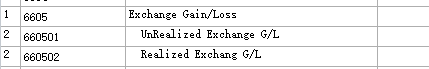 1 6605 Exchange Gain/Loss
2 660501 UnRealized Exchange G/L
2 660502 Realized Exchang G/L